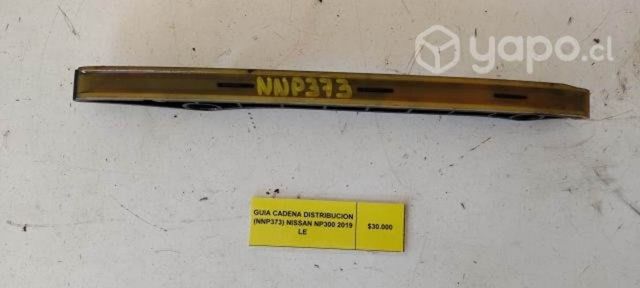 yapo.cl
NNP373
GUIA CADENA DISTRIBUCION
(NNP373) NISSAN NP300 2019
LE
$30.000